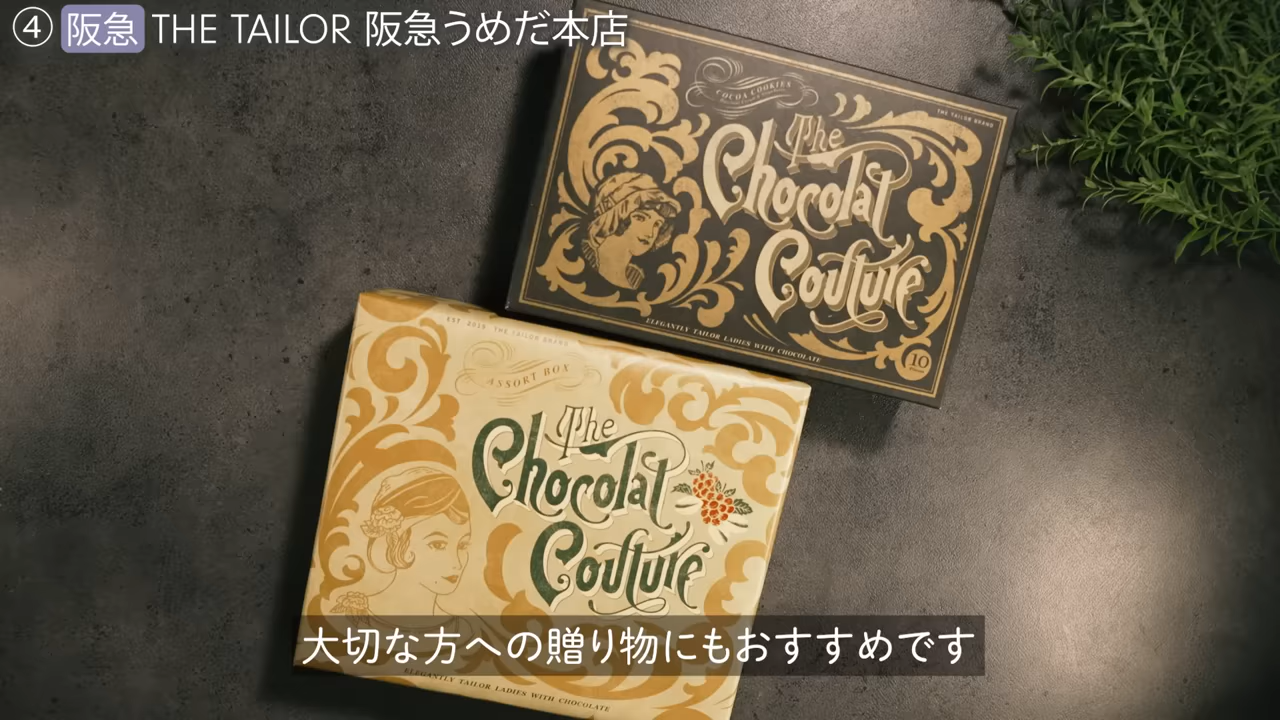 ④ 阪急 THE TAILOR 阪急うめだ本店
COCOA COOKIES
THE TAILOR BRAND
The
Chocolat
Couture
ELEGANTLY TAILOR LADIES WITH CHOCOLATE
10
EST. 2019 THE TAILOR BRAND
ASSORT BOX
The
Chocolat
Couture
大切な方への贈り物にもおすすめです
ELEGANTLY TAILOR LADIES WITH CHOCOLATE